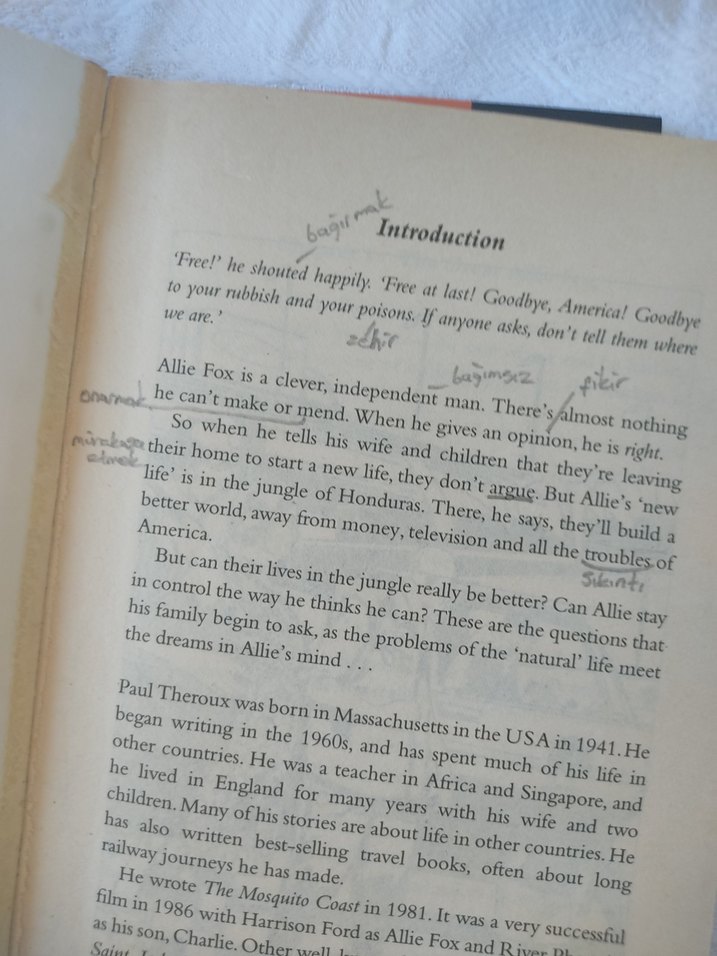 bağırmak
Introduction
'Free!' he shouted happily. 'Free at last! Goodbye, America! Goodbye
to your rubbish and your poisons. If anyone asks, don't tell them where
we are.'
zehir
bağımsız
fikir
Allie Fox is a clever, independent man. There's almost nothing
onarmak
he can't make or mend. When he gives an opinion, he is right.
So when he tells his wife and children that they're leaving
münakaşa
etmek
their home to start a new life, they don't argue. But Allie's 'new
life' is in the jungle of Honduras. There, he says, they'll build a
better world, away from money, television and all the troubles of
America.
sıkıntı
But can their lives in the jungle really be better? Can Allie stay
in control the way he thinks he can? These are the questions that
his family begin to ask, as the problems of the 'natural' life meet
the dreams in Allie's mind . . .
Paul Theroux was born in Massachusetts in the USA in 1941. He
began writing in the 1960s, and has spent much of his life in
other countries. He was a teacher in Africa and Singapore, and
he lived in England for many years with his wife and two
children. Many of his stories are about life in other countries. He
has also written best-selling travel books, often about long
railway journeys he has made.
He wrote The Mosquito Coast in 1981. It was a very successful
film in 1986 with Harrison Ford as Allie Fox and River
as his son, Charlie. Other
Saint